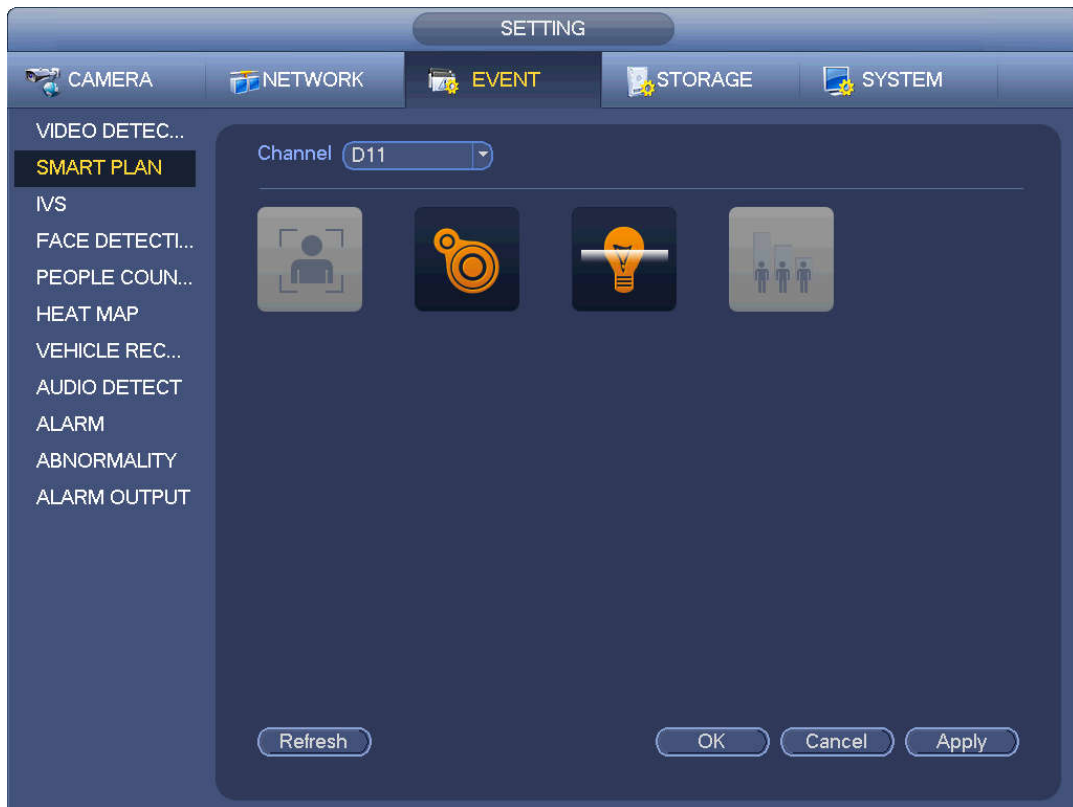 SETTING
CAMERA NETWORK EVENT STORAGE SYSTEM
VIDEO DETEC...
SMART PLAN
IVS
FACE DETECTI...
PEOPLE COUN...
HEAT MAP
VEHICLE REC...
AUDIO DETECT
ALARM
ABNORMALITY
ALARM OUTPUT
Channel D11
Refresh OK Cancel Apply